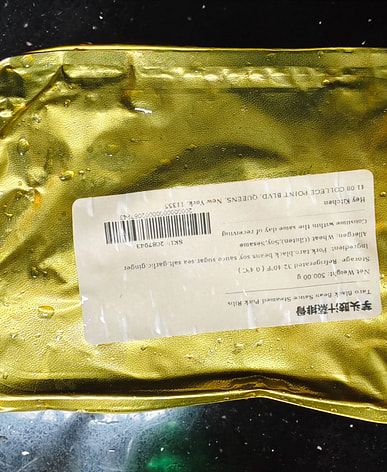 芋头豉汁蒸排骨
Taro Black Bean Sauce Steamed Pork Ribs
Net Weight: 500.00 g
Storage: Refrigerated 32-40°F (0-4°C)
Ingredient: Pork,taro,black beans,soy sauce,sugar,sea salt,garlic,ginger
Allergen: Wheat (Gluten),Soy,Sesame
Consume within the same day of receiving
SKU: 2087043
Hey Kitchen
41-08 COLLEGE POINT BLVD, QUEENS, New York, 11355